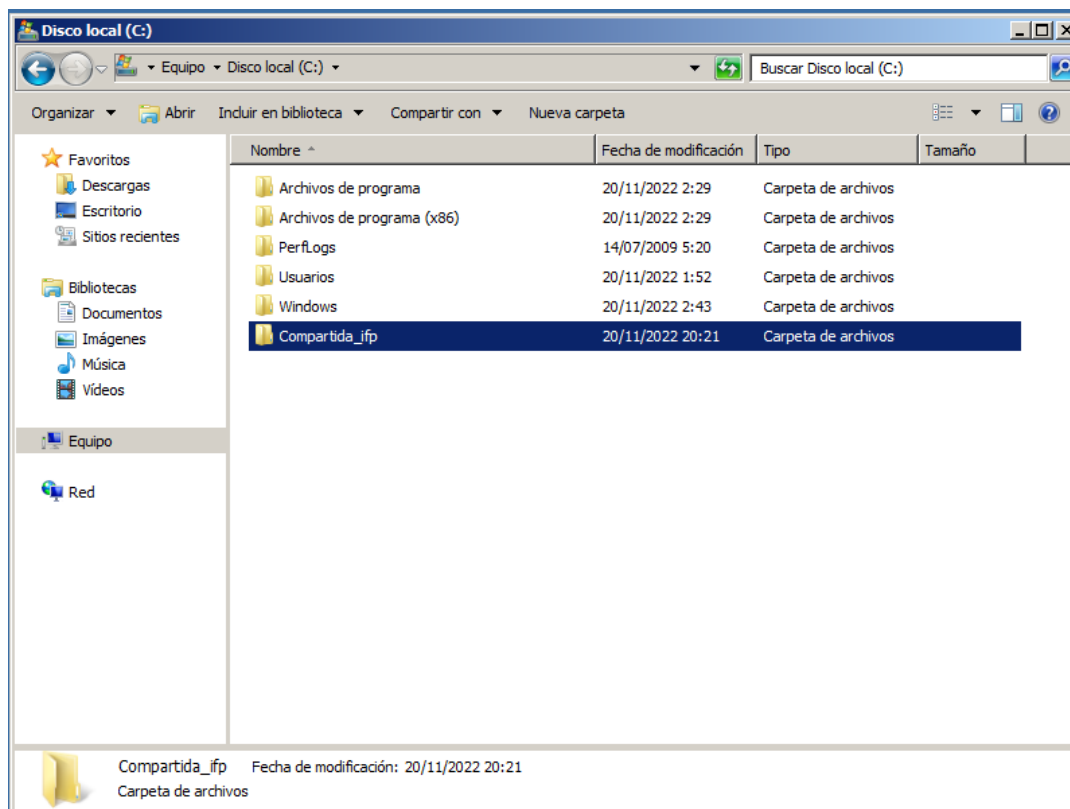 Disco local (C:)
Equipo Disco local (C:) Buscar Disco local (C:)
Organizar Abrir Incluir en biblioteca Compartir con Nueva carpeta
Favoritos
Descargas
Escritorio
Sitios recientes
Bibliotecas
Documentos
Imágenes
Música
Vídeos
Equipo
Red
Nombre Fecha de modificación Tipo Tamaño
Archivos de programa 20/11/2022 2:29 Carpeta de archivos
Archivos de programa (x86) 20/11/2022 2:29 Carpeta de archivos
PerfLogs 14/07/2009 5:20 Carpeta de archivos
Usuarios 20/11/2022 1:52 Carpeta de archivos
Windows 20/11/2022 2:43 Carpeta de archivos
Compartida_ifp 20/11/2022 20:21 Carpeta de archivos
Compartida_ifp Fecha de modificación: 20/11/2022 20:21
Carpeta de archivos